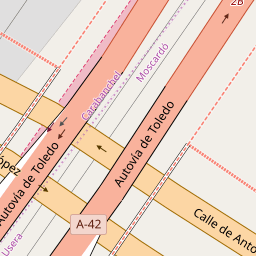 2B
Carabanchel
Moscardó
Autovía de Toledo
Autovía de Toledo
ópez
A-42
Calle de Anto
Usera